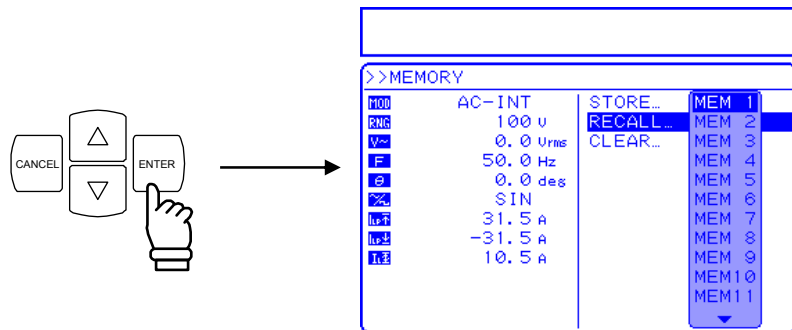 CANCEL
ENTER
>>MEMORY
MOD AC-INT
RNG 100 V
V~ 0.0 Vrms
F 50.0 Hz
θ 0.0 deg
SIN
31.5 A
-31.5 A
10.5 A
STORE…
RECALL…
CLEAR…
MEM 1
MEM 2
MEM 3
MEM 4
MEM 5
MEM 6
MEM 7
MEM 8
MEM 9
MEM10
MEM11